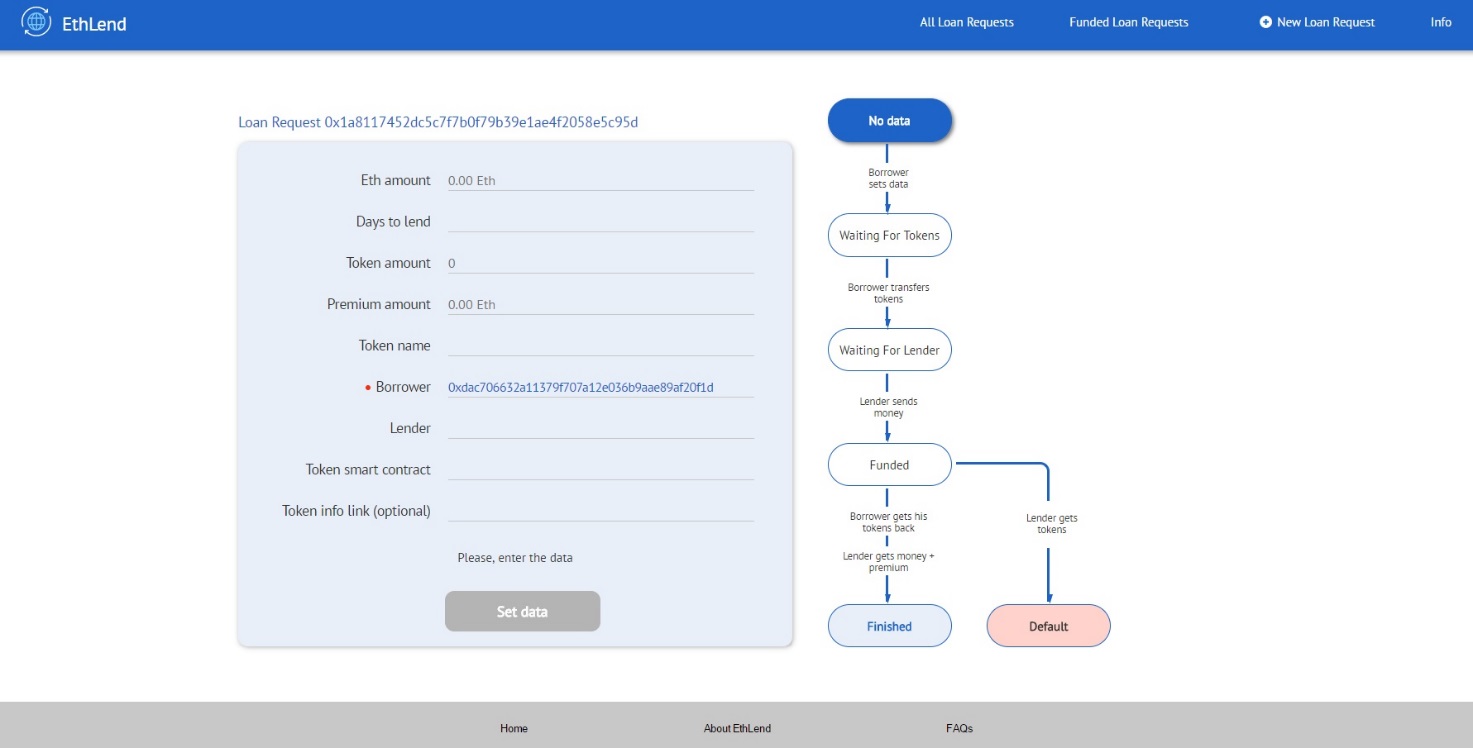 EthLend
All Loan Requests
Funded Loan Requests
New Loan Request
Info
Loan Request 0x1a8117452dc5c7f7b0f79b39e1ae4f2058e5c95d
Eth amount 0.00 Eth
Days to lend
Token amount 0
Premium amount 0.00 Eth
Token name
Borrower 0xdac706632a11379f707a12e036b9aae89af20f1d
Lender
Token smart contract
Token info link (optional)
Please, enter the data
Set data
No data
Borrower
sets data
Waiting For Tokens
Borrower transfers
tokens
Waiting For Lender
Lender sends
money
Funded
Borrower gets his
tokens back
Lender gets money +
premium
Finished
Lender gets
tokens
Default
Home
About EthLend
FAQs